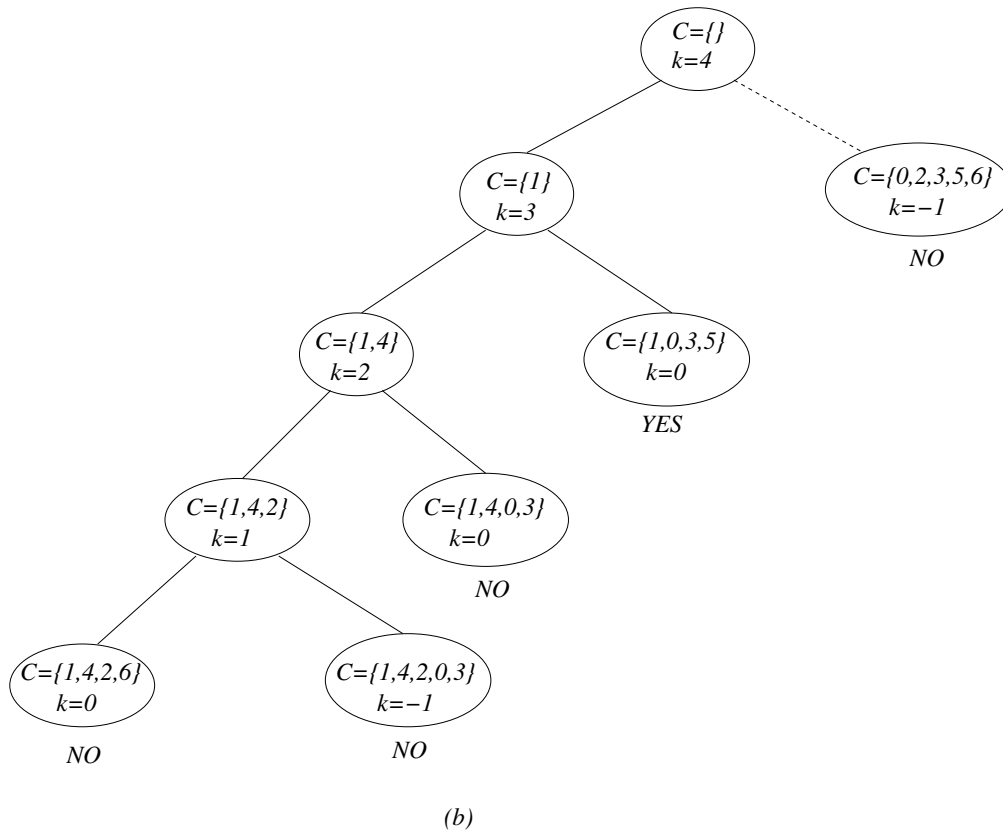 C={}
k=4
C={1}
k=3
C={0,2,3,5,6}
k=−1
NO
C={1,4}
k=2
C={1,0,3,5}
k=0
YES
C={1,4,2}
k=1
C={1,4,0,3}
k=0
NO
C={1,4,2,6}
k=0
NO
C={1,4,2,0,3}
k=−1
NO
(b)